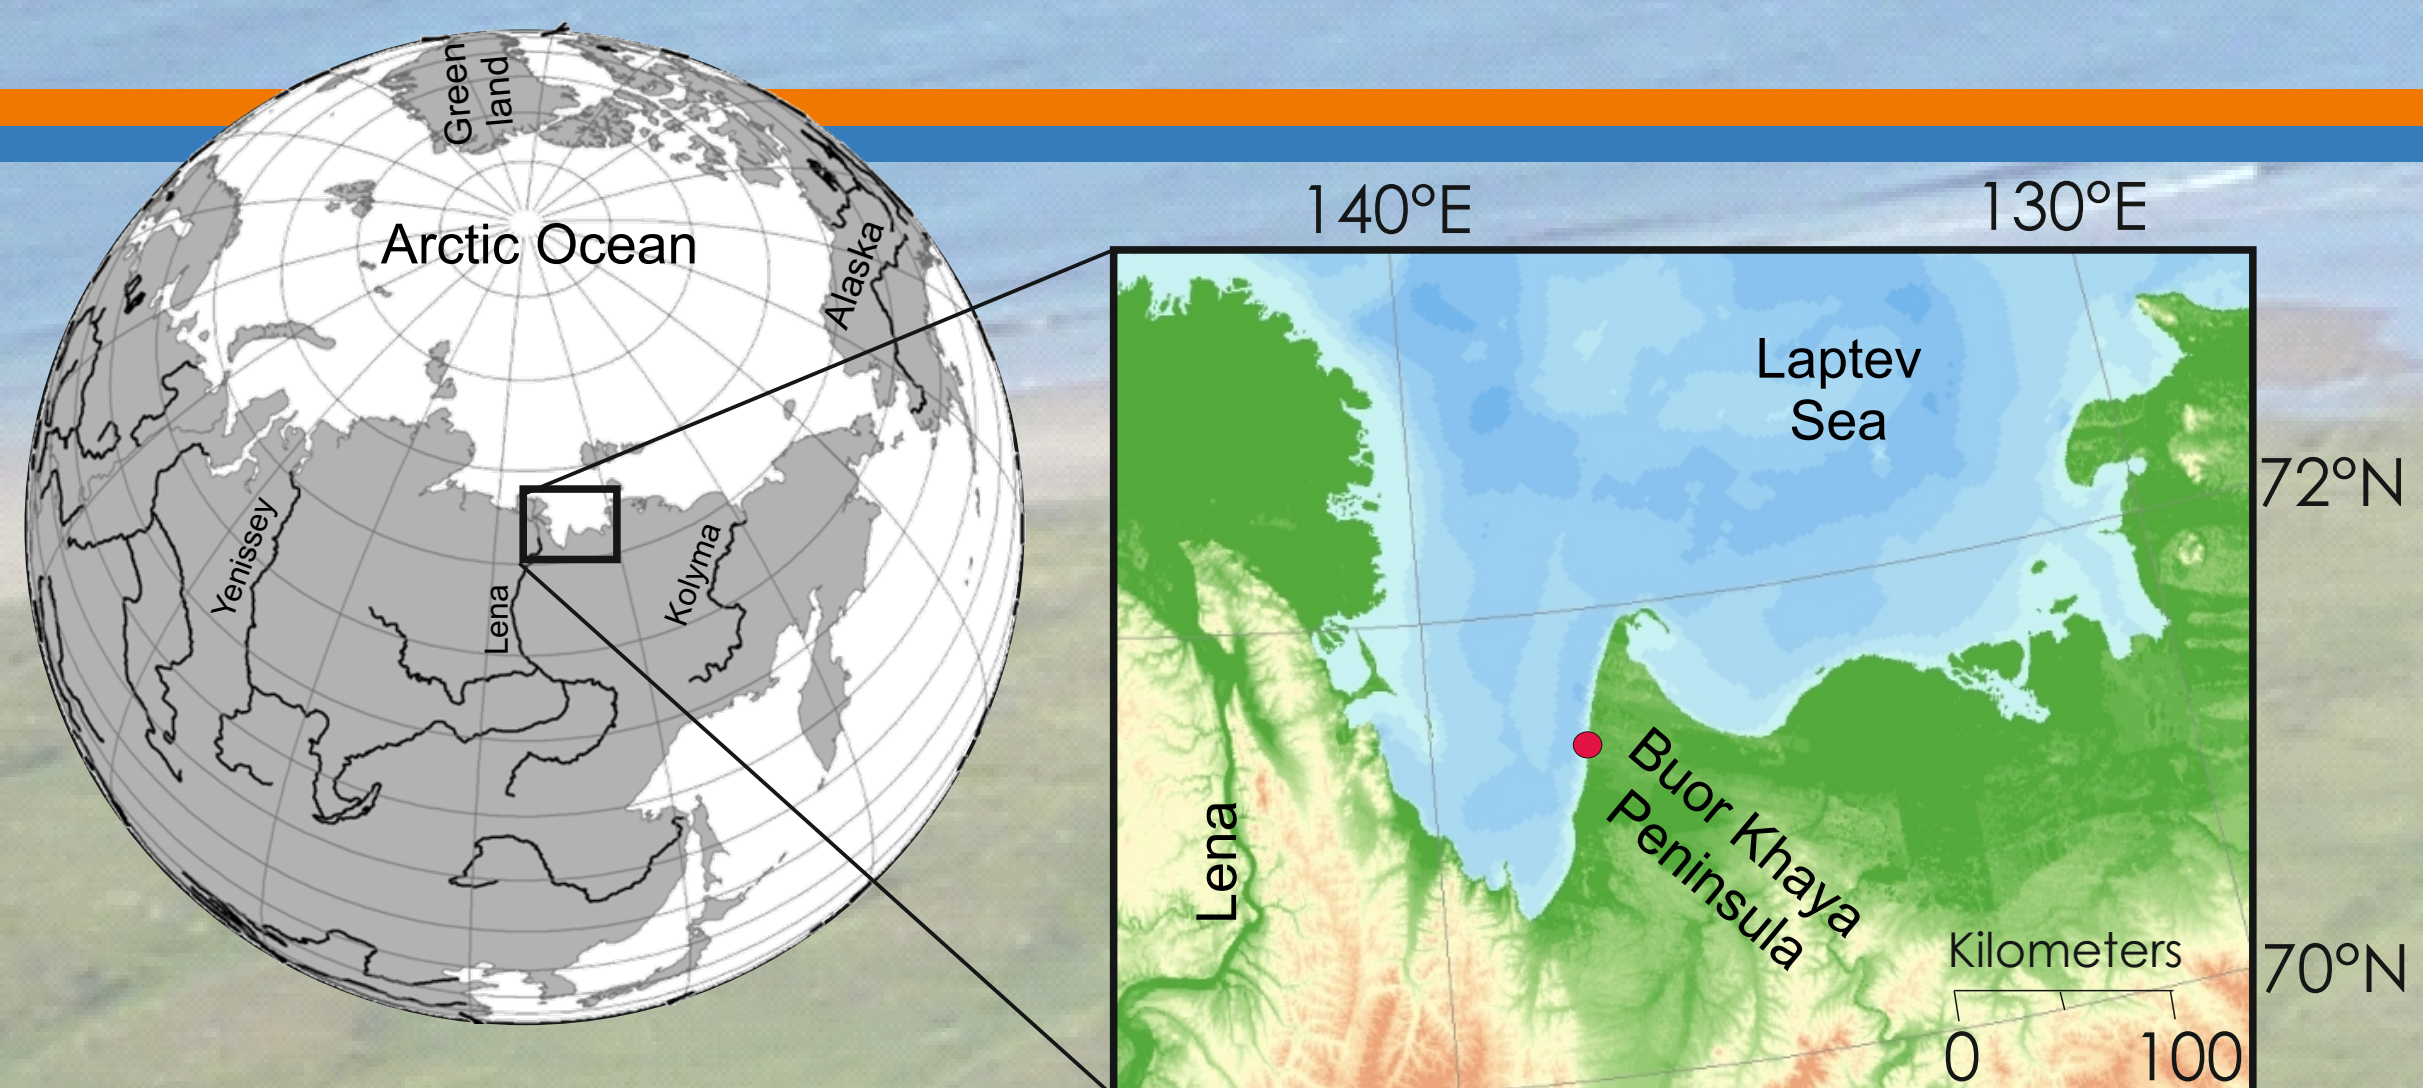 Green
land
Arctic Ocean
Alaska
Yenissey
Lena
Kolyma
140°E
130°E
Laptev
Sea
72°N
Buor Khaya
Peninsula
Lena
70°N
Kilometers
0 100